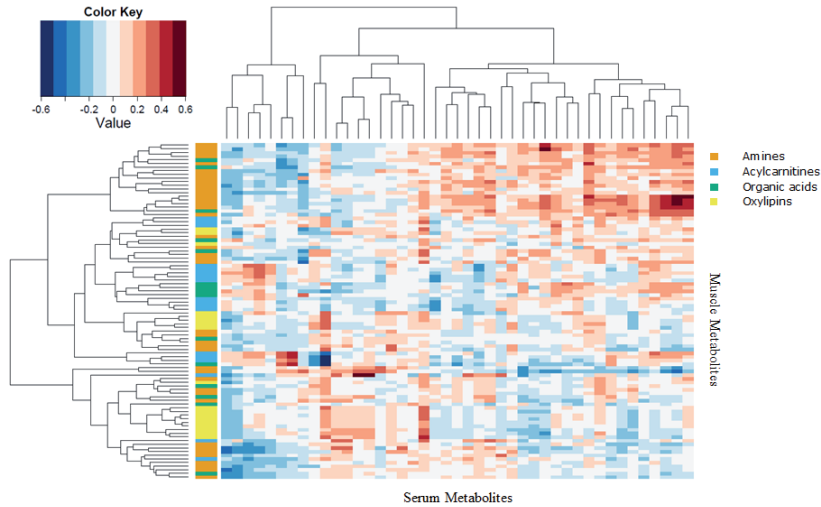 Color Key
-0.6 -0.2 0 0.2 0.4 0.6
Value
Amines
Acylcarnitines
Organic acids
Oxylipins
Muscle Metabolites
Serum Metabolites